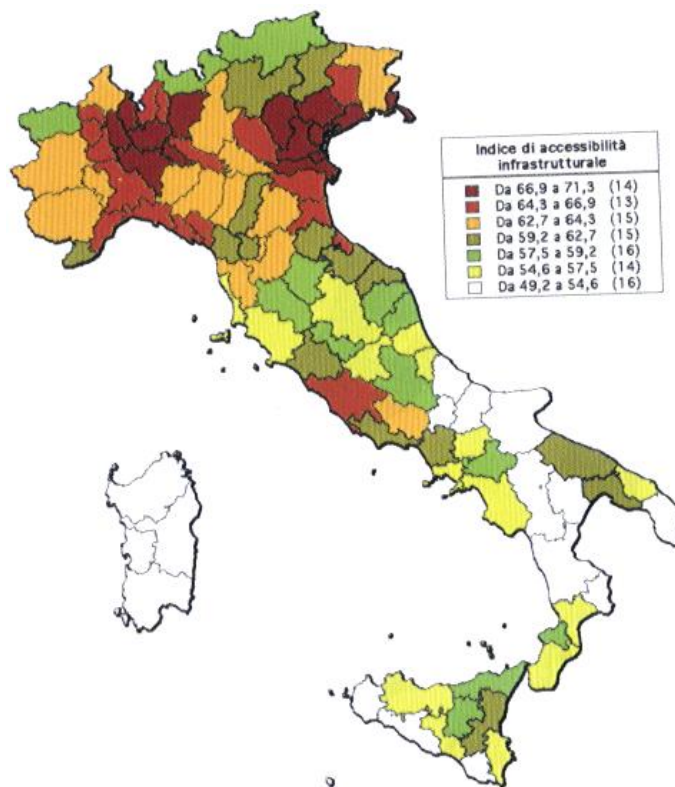 Indice di accessibilità
infrastrutturale
Da 66,9 a 71,3 (14)
Da 64,3 a 66,9 (13)
Da 62,7 a 64,3 (15)
Da 59,2 a 62,7 (15)
Da 57,5 a 59,2 (16)
Da 54,6 a 57,5 (14)
Da 49,2 a 54,6 (16)